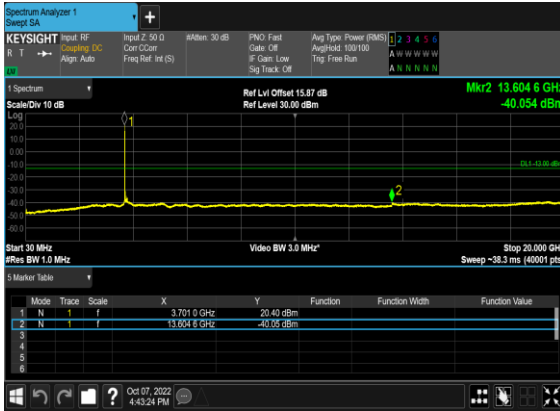 Spectrum Analyzer 1
Swept SA
+
KEYSIGHT
R T
LV
Input: RF
Coupling: DC
Align: Auto
Input Z: 50 Ω
Corr CCorr
Freq Ref: Int (S)
#Atten: 30 dB
PNO: Fast
Gate: Off
IF Gain: Low
Sig Track: Off
Avg Type: Power (RMS)
Avg|Hold: 100/100
Trig: Free Run
1 2 3 4 5 6
A W W W W W
A N N N N N
1 Spectrum
Scale/Div 10 dB
Ref Lvl Offset 15.87 dB
Ref Level 30.00 dBm
Mkr2 13.604 6 GHz
-40.054 dBm
Log
20.0
10.0
0.00
-10.0
-20.0
-30.0
-40.0
-50.0
-60.0
1
2
DL1 -13.00 dBm
Start 30 MHz
#Res BW 1.0 MHz
Video BW 3.0 MHz*
Stop 20.000 GHz
Sweep ~38.3 ms (40001 pts)
5 Marker Table
Mode Trace Scale X Y Function Function Width Function Value
1 N 1 f 3.701 0 GHz 20.40 dBm
2 N 1 f 13.604 6 GHz -40.05 dBm
3
4
5
6
?
Oct 07, 2022
4:43:24 PM